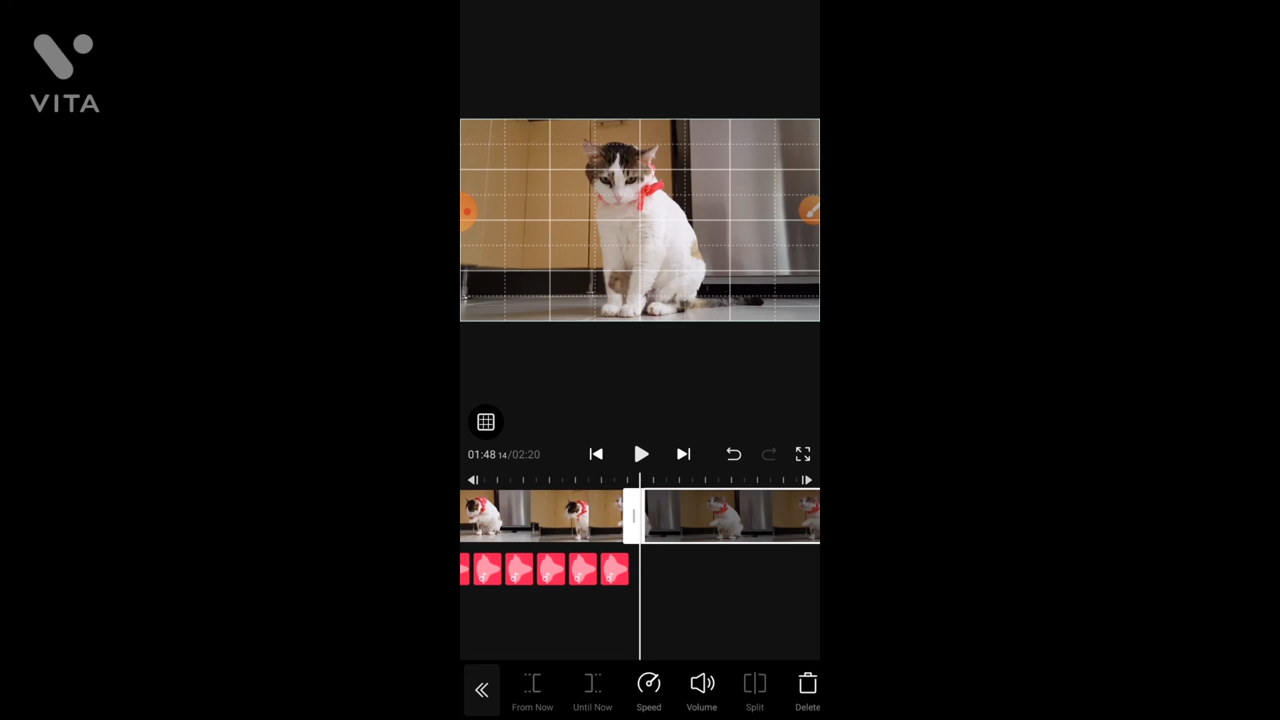 VITA
01:48 14/02:20
From Now
Until Now
Speed
Volume
Split
Delete